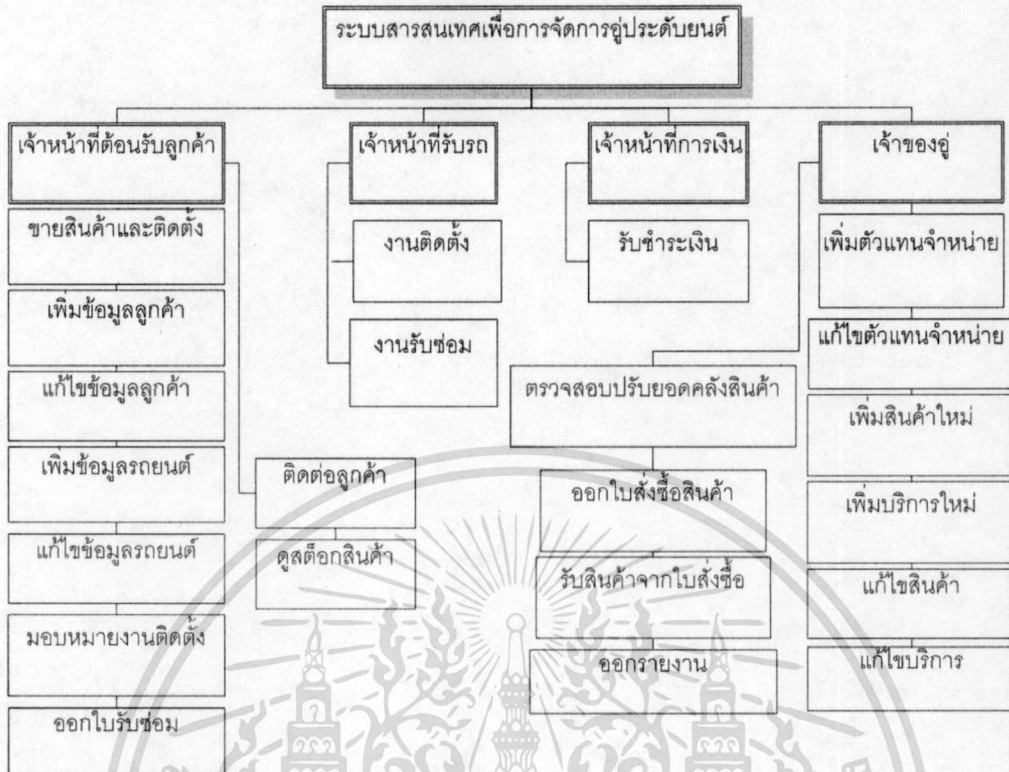 ระบบสารสนเทศเพื่อการจัดการอู่ประดับยนต์
เจ้าหน้าที่ต้อนรับลูกค้า
ขายสินค้าและติดตั้ง
เพิ่มข้อมูลลูกค้า
แก้ไขข้อมูลลูกค้า
เพิ่มข้อมูลรถยนต์
แก้ไขข้อมูลรถยนต์
มอบหมายงานติดตั้ง
ออกใบรับซ่อม
ติดต่อลูกค้า
ดูสต็อกสินค้า
เจ้าหน้าที่รับรถ
งานติดตั้ง
งานรับซ่อม
เจ้าหน้าที่การเงิน
รับชำระเงิน
เจ้าของอู่
เพิ่มตัวแทนจำหน่าย
แก้ไขตัวแทนจำหน่าย
เพิ่มสินค้าใหม่
เพิ่มบริการใหม่
แก้ไขสินค้า
แก้ไขบริการ
ตรวจสอบปรับยอดคลังสินค้า
ออกใบสั่งซื้อสินค้า
รับสินค้าจากใบสั่งซื้อ
ออกรายงาน